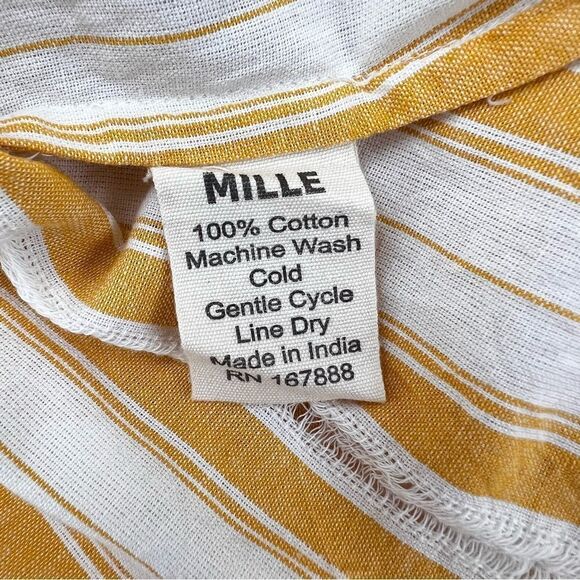 MILLE
100% Cotton
Machine Wash
Cold
Gentle Cycle
Line Dry
Made in India
RN 167888